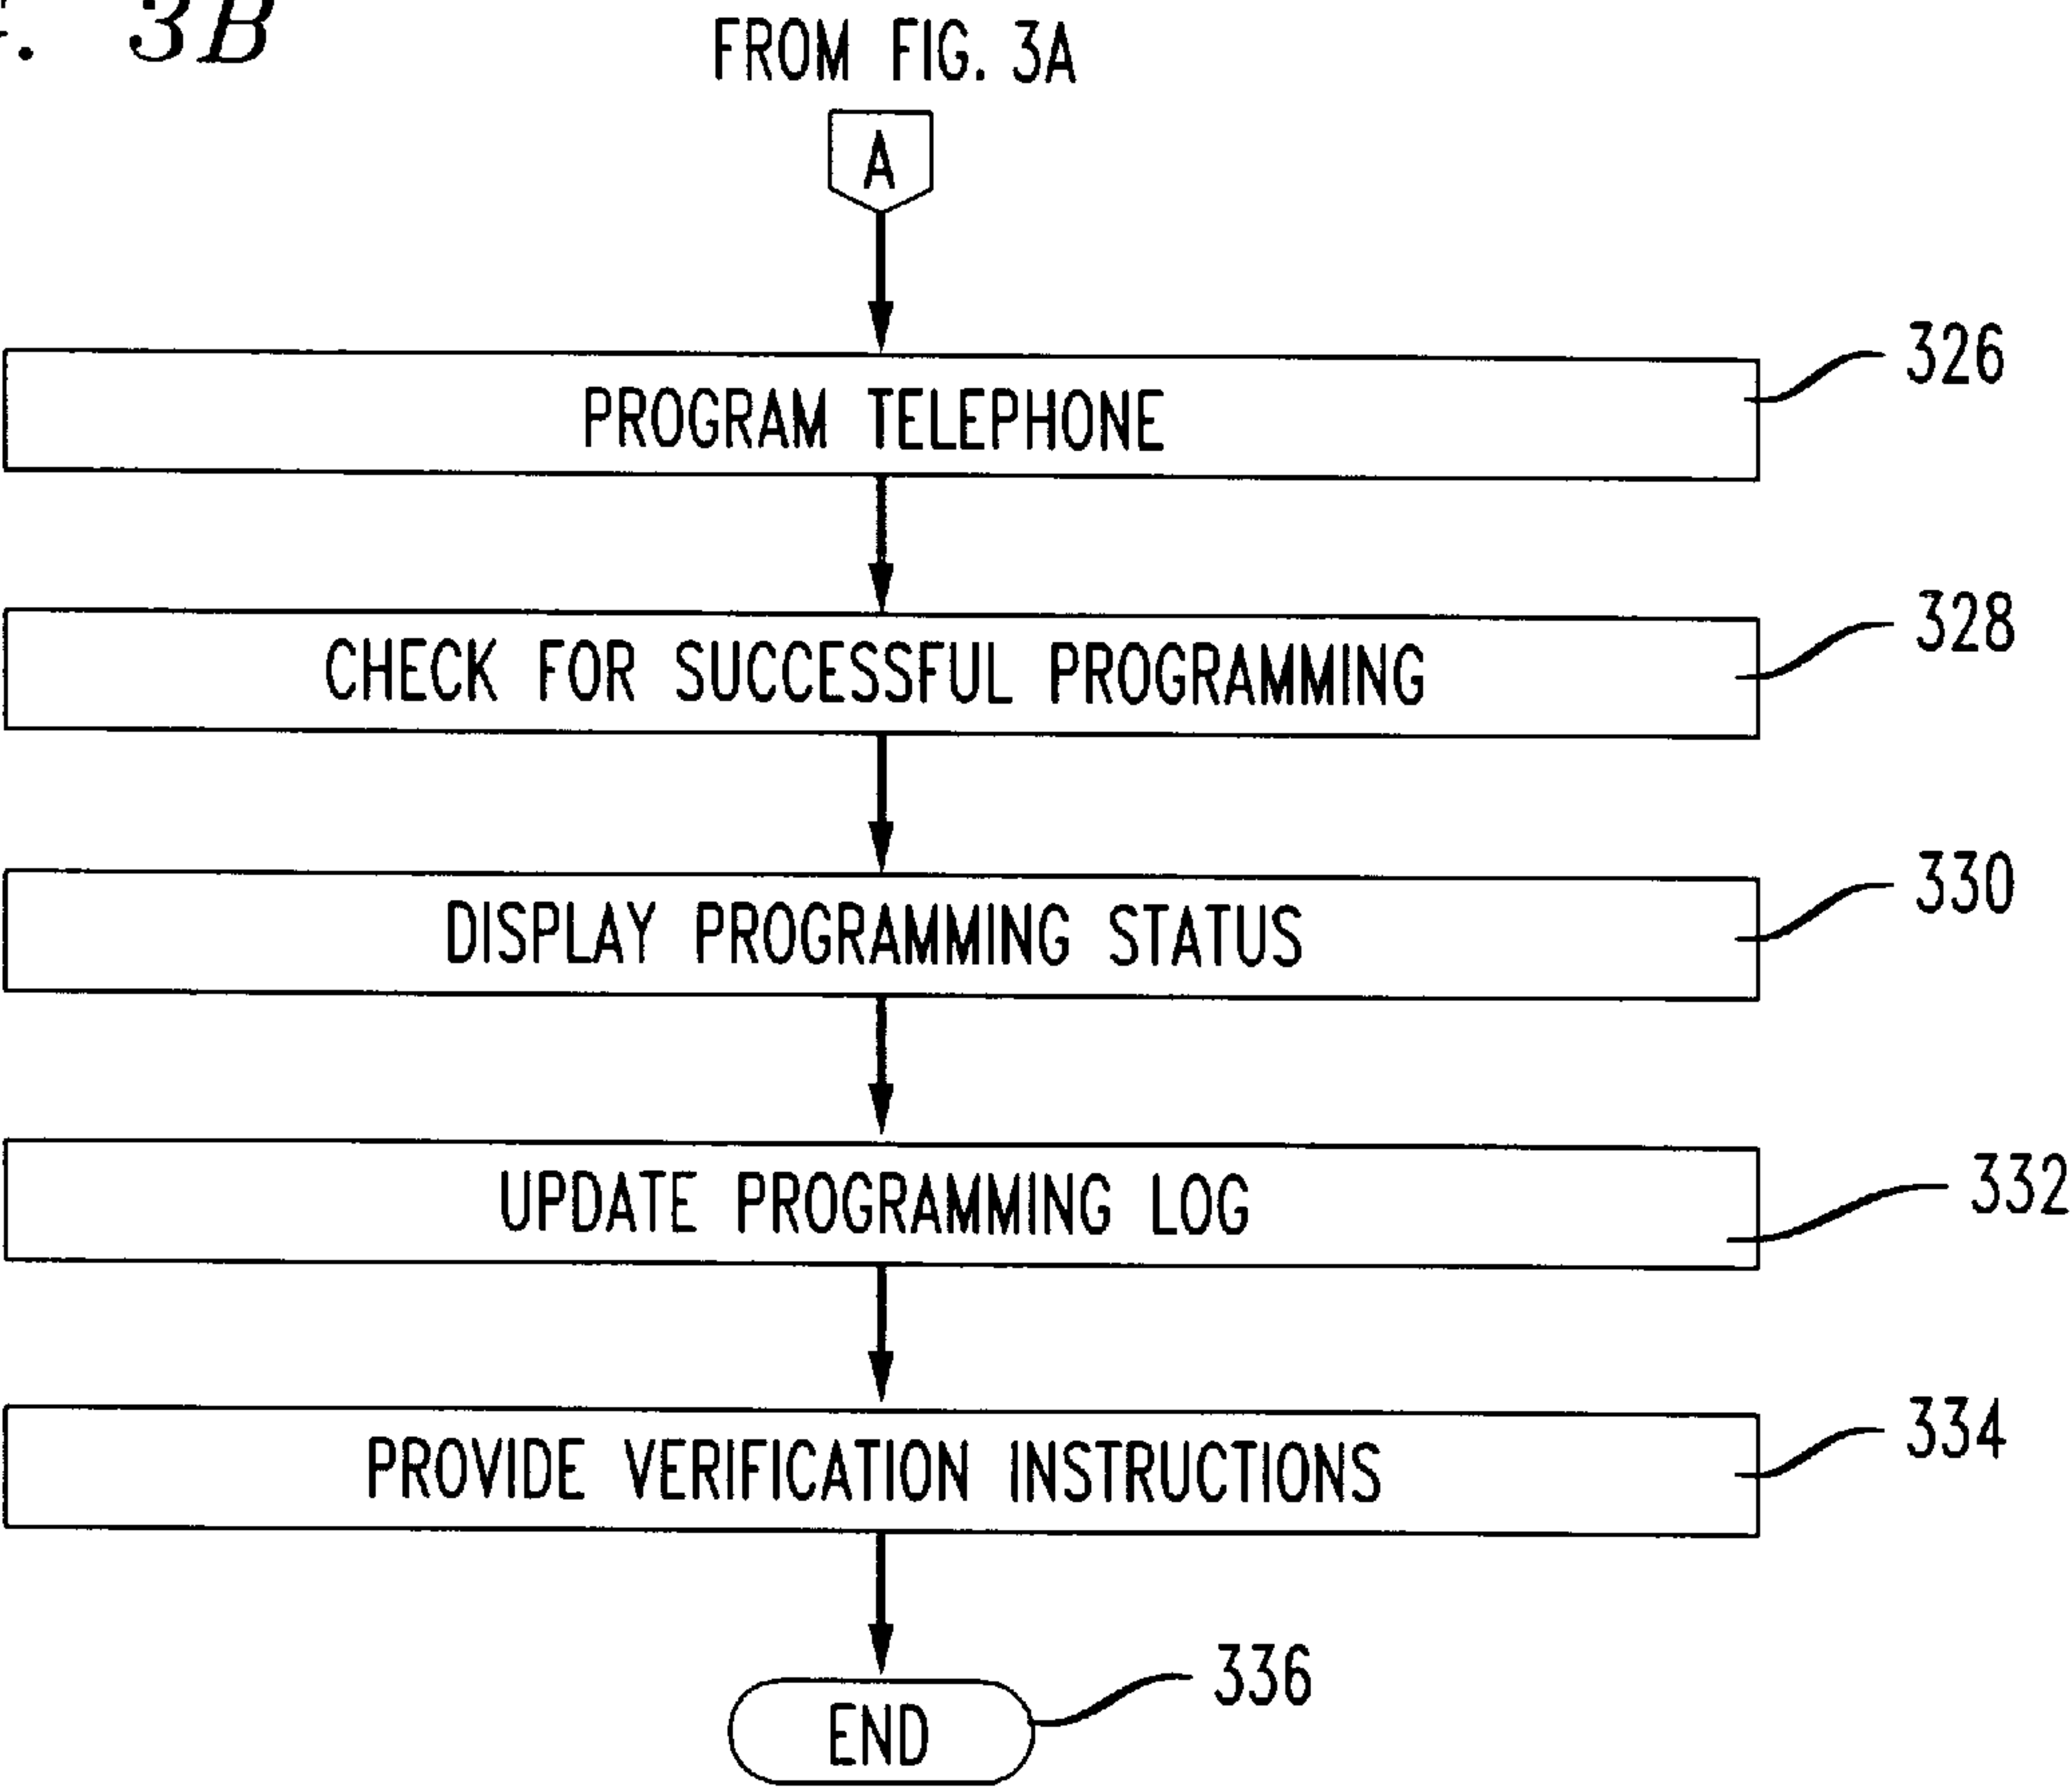 3B
FROM FIG. 3A
A
PROGRAM TELEPHONE
326
CHECK FOR SUCCESSFUL PROGRAMMING
328
DISPLAY PROGRAMMING STATUS
330
UPDATE PROGRAMMING LOG
332
PROVIDE VERIFICATION INSTRUCTIONS
334
END
336